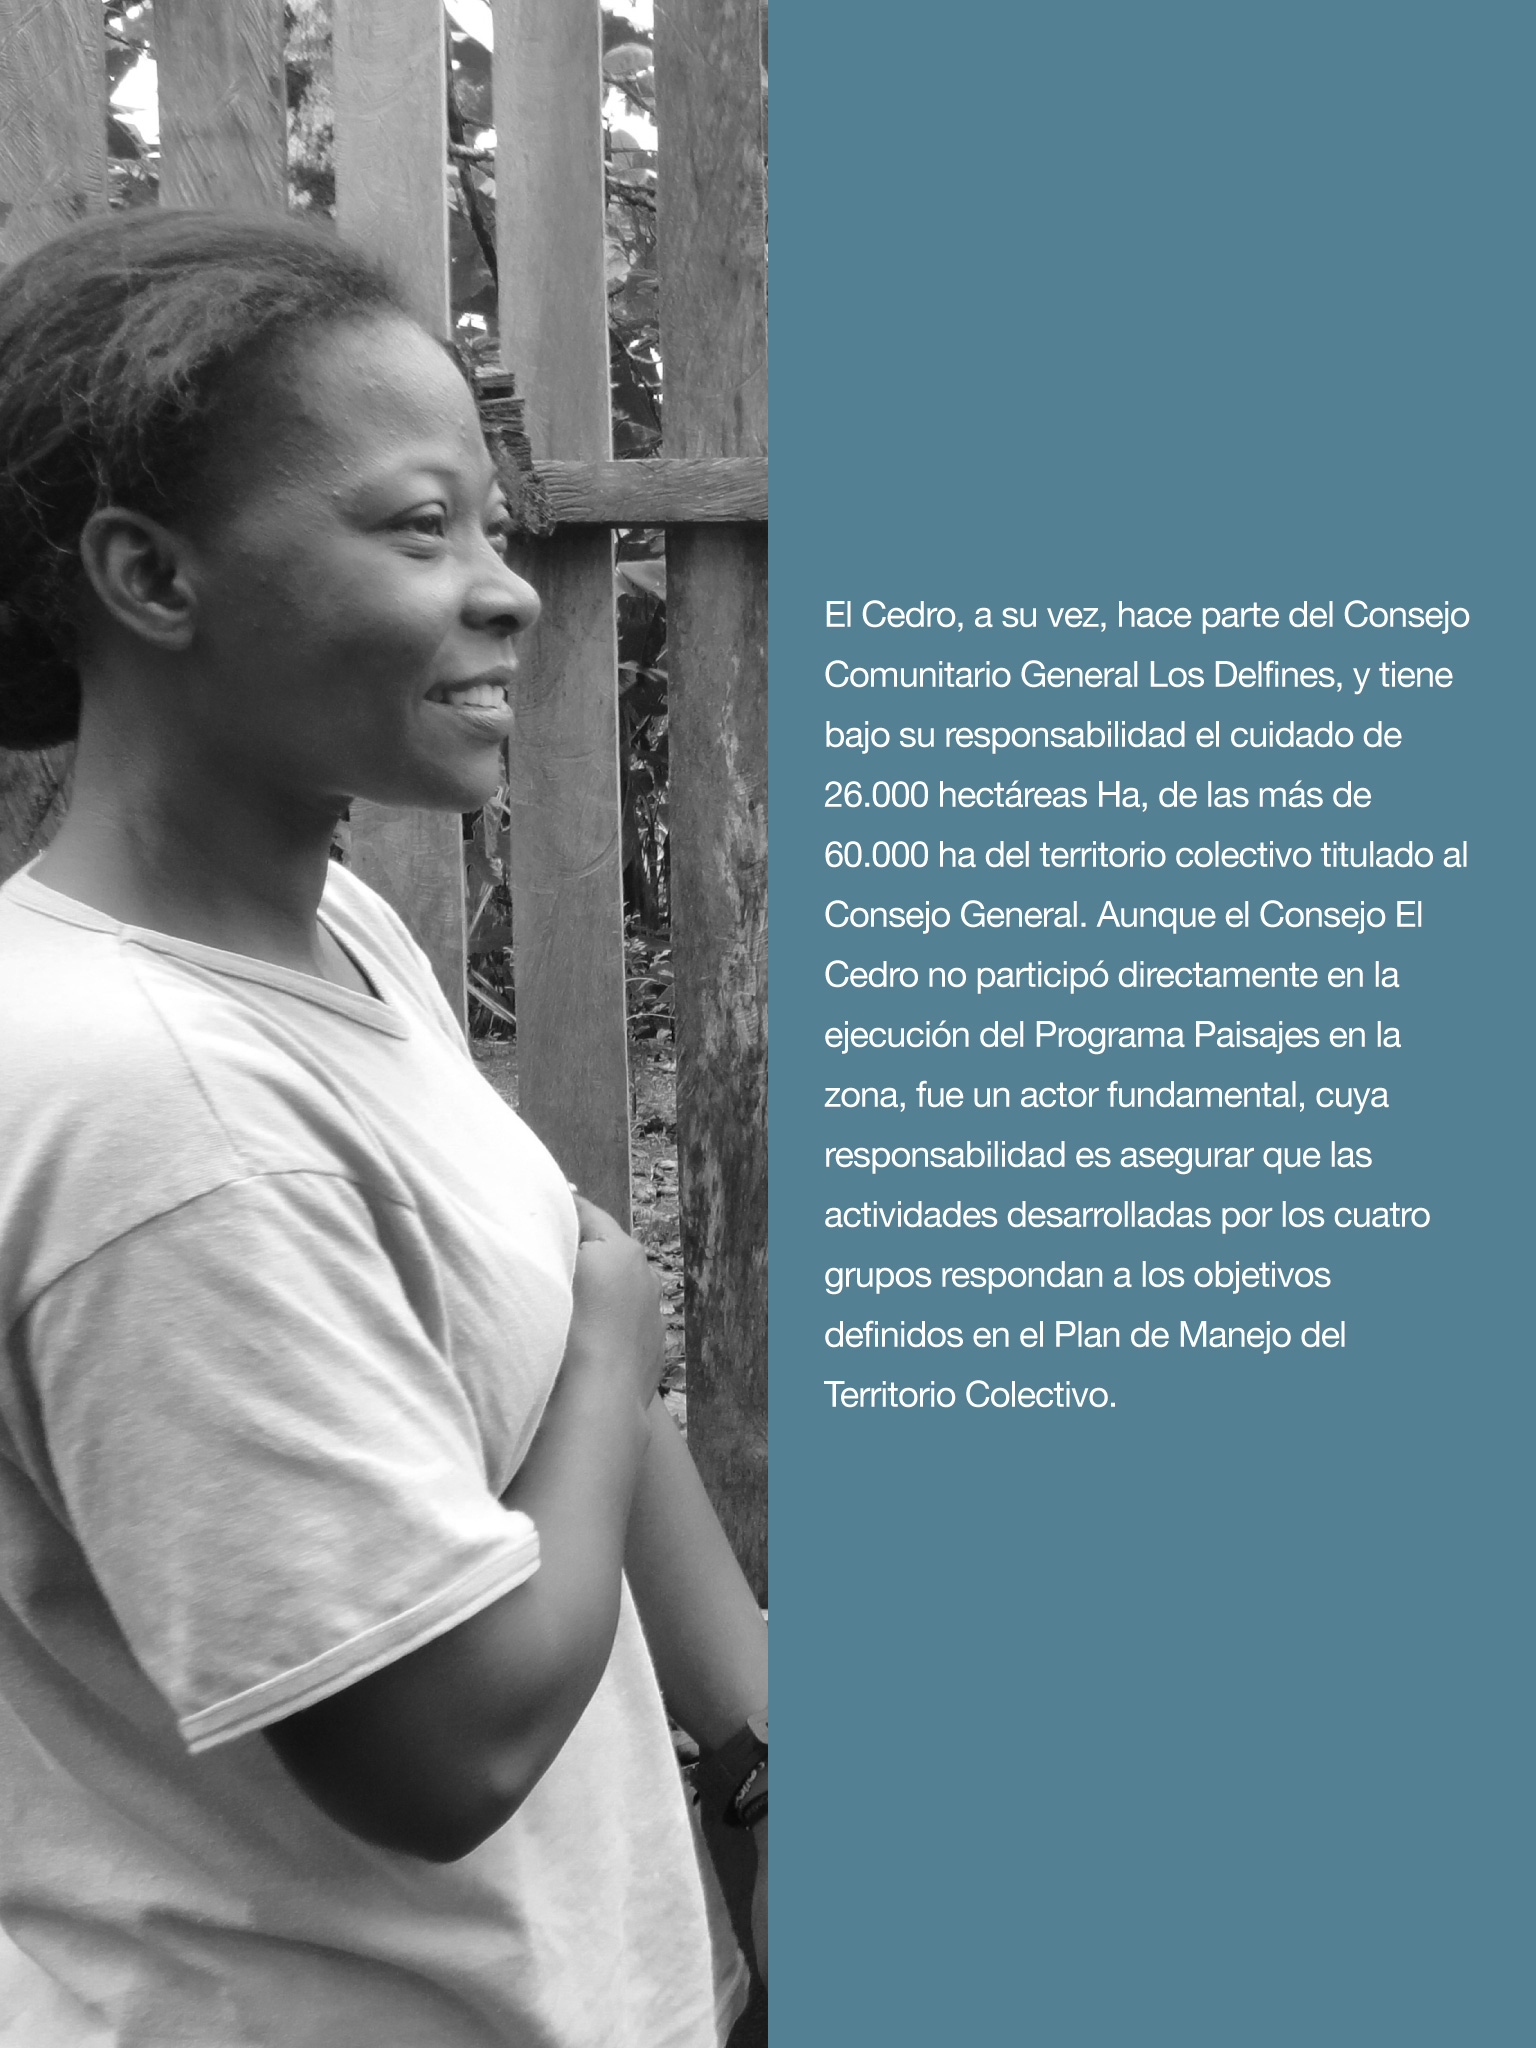 El Cedro, a su vez, hace parte del Consejo
Comunitario General Los Delfines, y tiene
bajo su responsabilidad el cuidado de
26.000 hectáreas Ha, de las más de
60.000 ha del territorio colectivo titulado al
Consejo General. Aunque el Consejo El
Cedro no participó directamente en la
ejecución del Programa Paisajes en la
zona, fue un actor fundamental, cuya
responsabilidad es asegurar que las
actividades desarrolladas por los cuatro
grupos respondan a los objetivos
definidos en el Plan de Manejo del
Territorio Colectivo.